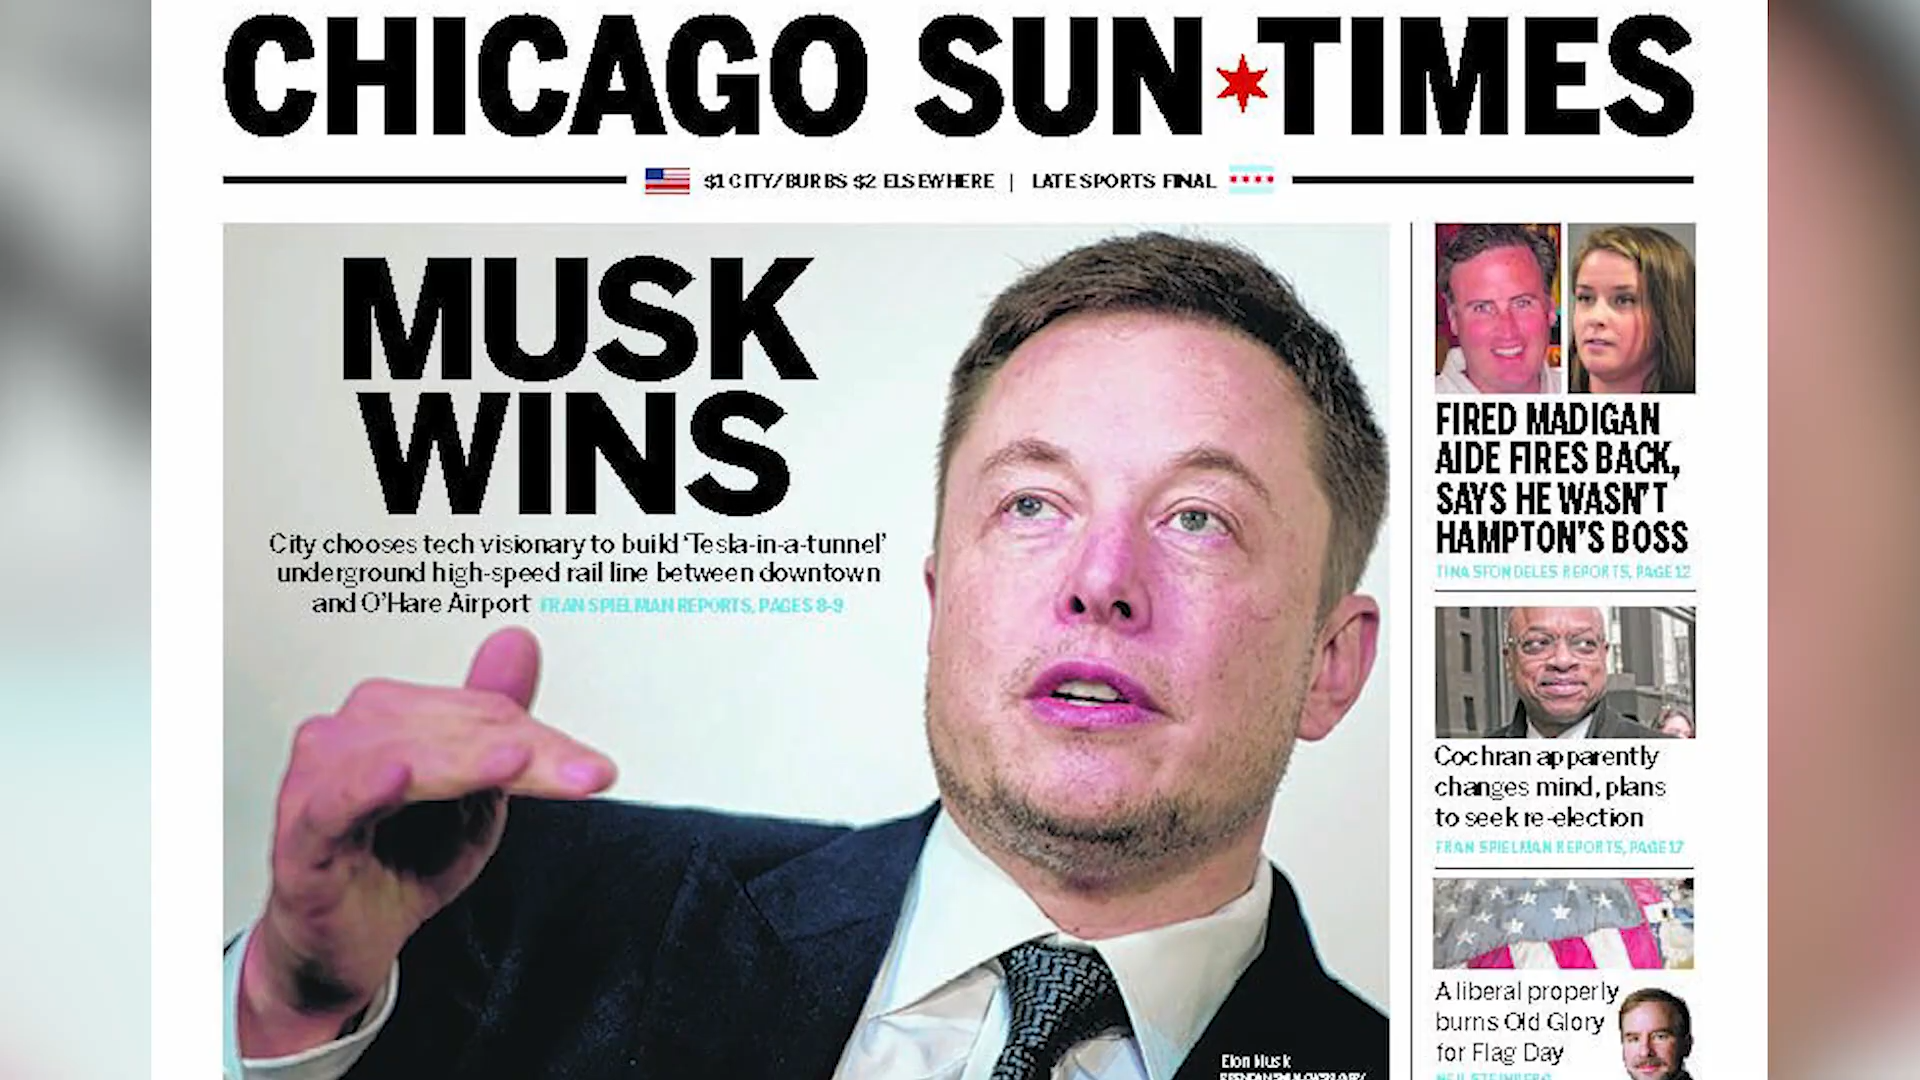 CHICAGO SUN TIMES
$1 CITY/BURBS $2 ELSEWHERE | LATE SPORTS FINAL
MUSK
WINS
City chooses tech visionary to build 'Tesla-in-a-tunnel'
underground high-speed rail line between downtown
and O'Hare Airport FRAN SPIELMAN REPORTS, PAGES 8-9
Elon Musk
FIRED MADIGAN
AIDE FIRES BACK,
SAYS HE WASN'T
HAMPTON'S BOSS
TINA SFONDELES REPORTS, PAGE 12
Cochran apparently
changes mind, plans
to seek re-election
FRAN SPIELMAN REPORTS, PAGE 17
A liberal properly
burns Old Glory
for Flag Day
NEIL STEINBERG